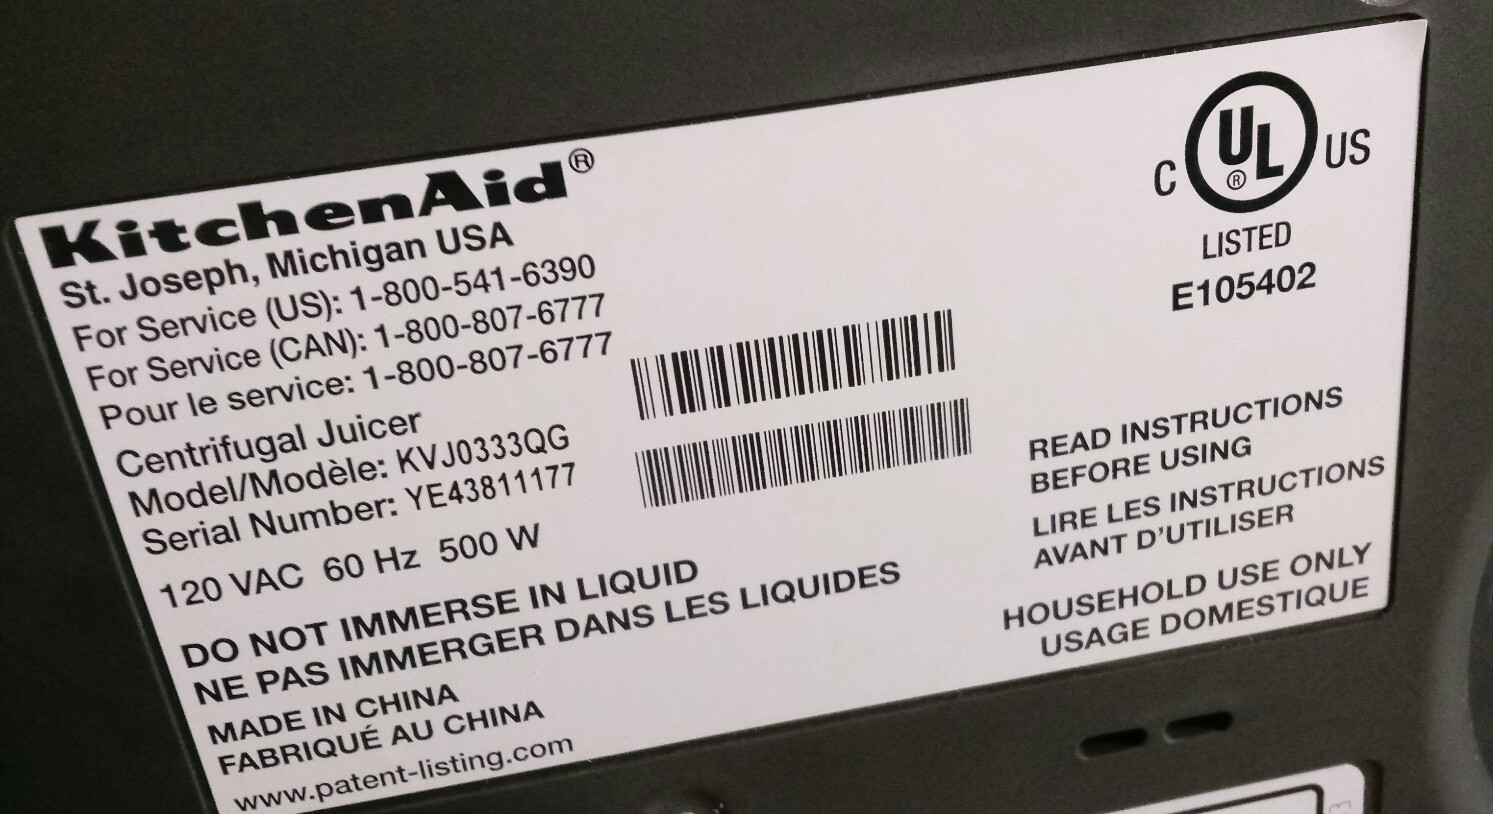 KitchenAid®
St. Joseph, Michigan USA
For Service (US): 1-800-541-6390
For Service (CAN): 1-800-807-6777
Pour le service: 1-800-807-6777
Centrifugal Juicer
Model/Modèle: KVJ0333QG
Serial Number: YE43811177
120 VAC 60 Hz 500 W
DO NOT IMMERSE IN LIQUID
NE PAS IMMERGER DANS LES LIQUIDES
MADE IN CHINA
FABRIQUÉ AU CHINA
www.patent-listing.com
C UL® US
LISTED
E105402
READ INSTRUCTIONS
BEFORE USING
LIRE LES INSTRUCTIONS
AVANT D'UTILISER
HOUSEHOLD USE ONLY
USAGE DOMESTIQUE